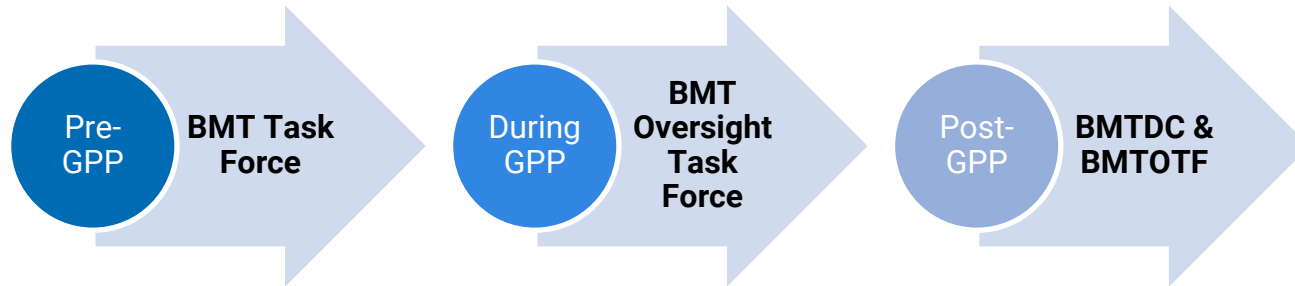 Pre-
GPP
BMT Task
Force
During
GPP
BMT
Oversight
Task
Force
Post-
GPP
BMTDC &
BMTOTF